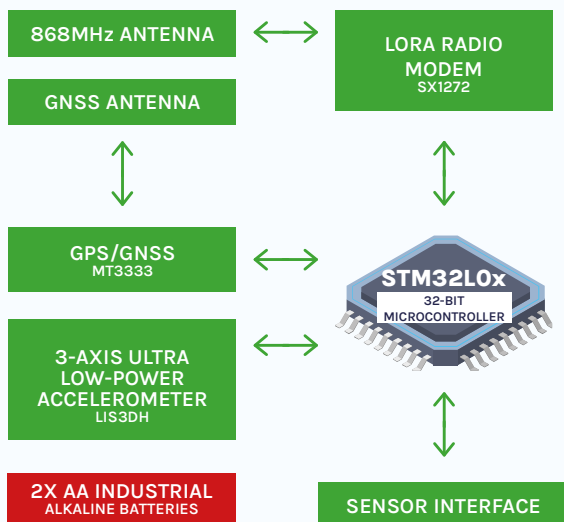 868MHz ANTENNA
LORA RADIO
MODEM
SX1272
GNSS ANTENNA
GPS/GNSS
MT3333
STM32L0x
32-BIT
MICROCONTROLLER
3-AXIS ULTRA
LOW-POWER
ACCELEROMETER
LIS3DH
2X AA INDUSTRIAL
ALKALINE BATTERIES
SENSOR INTERFACE